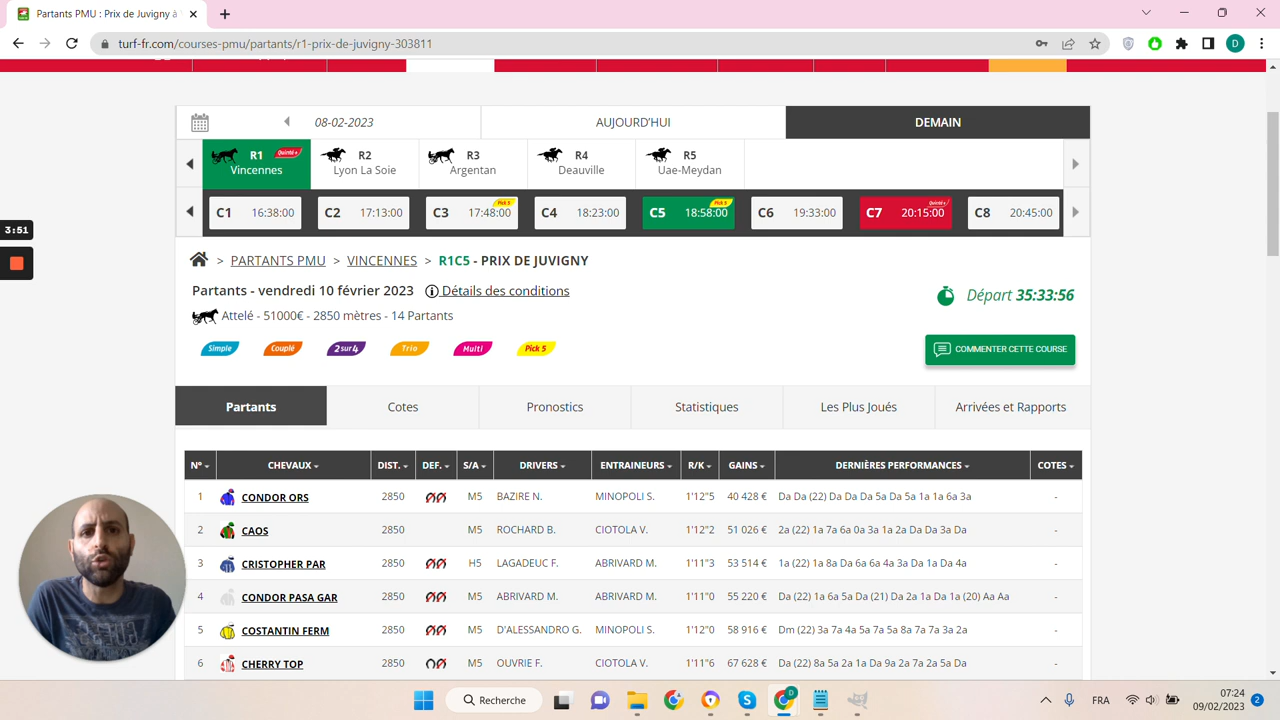 Partants PMU : Prix de Juvigny à
turf-fr.com/courses-pmu/partants/r1-prix-de-juvigny-303811
D
08-02-2023 AUJOURD'HUI DEMAIN
R1 Quinté+ R2 R3 R4 R5
Vincennes Lyon La Soie Argentan Deauville Uae-Meydan
C1 16:38:00 C2 17:13:00 C3 17:48:00 Pick 5 C4 18:23:00 C5 18:58:00 Pick 5 C6 19:33:00 C7 20:15:00 Quinté+ C8 20:45:00
3:51
> PARTANTS PMU > VINCENNES > R1C5 - PRIX DE JUVIGNY
Partants - vendredi 10 février 2023 Détails des conditions
Départ 35:33:56
Attelé - 51000€ - 2850 mètres - 14 Partants
Simple Couplé 2sur4 Trio Multi Pick 5
COMMENTER CETTE COURSE
Partants Cotes Pronostics Statistiques Les Plus Joués Arrivées et Rapports
N° CHEVAUX DIST. DEF. S/A DRIVERS ENTRAINEURS R/K GAINS DERNIÈRES PERFORMANCES COTES
1 CONDOR ORS 2850 M5 BAZIRE N. MINOPOLI S. 1'12"5 40 428 € Da Da (22) Da Da Da 5a Da 5a 1a 1a 6a 3a -
2 CAOS 2850 M5 ROCHARD B. CIOTOLA V. 1'12"2 51 026 € 2a (22) 1a 7a 6a 0a 3a 1a 2a Da Da 3a Da -
3 CRISTOPHER PAR 2850 H5 LAGADEUC F. ABRIVARD M. 1'11"3 53 514 € 1a (22) 1a 8a Da 6a 6a 4a 3a Da 1a Da 4a -
4 CONDOR PASA GAR 2850 M5 ABRIVARD M. ABRIVARD M. 1'11"0 55 220 € Da (22) 1a 6a 5a Da (21) Da 2a 1a Da 1a (20) Aa Aa -
5 COSTANTIN FERM 2850 M5 D'ALESSANDRO G. MINOPOLI S. 1'12"0 58 916 € Dm (22) 3a 7a 4a 5a 7a 5a 8a 7a 7a 3a 2a -
6 CHERRY TOP 2850 M5 OUVRIE F. CIOTOLA V. 1'11"6 67 628 € Da (22) 8a 5a 2a 1a Da 9a 2a 7a 1a 5a Da -
Recherche
FRA
07:24
09/02/2023
2